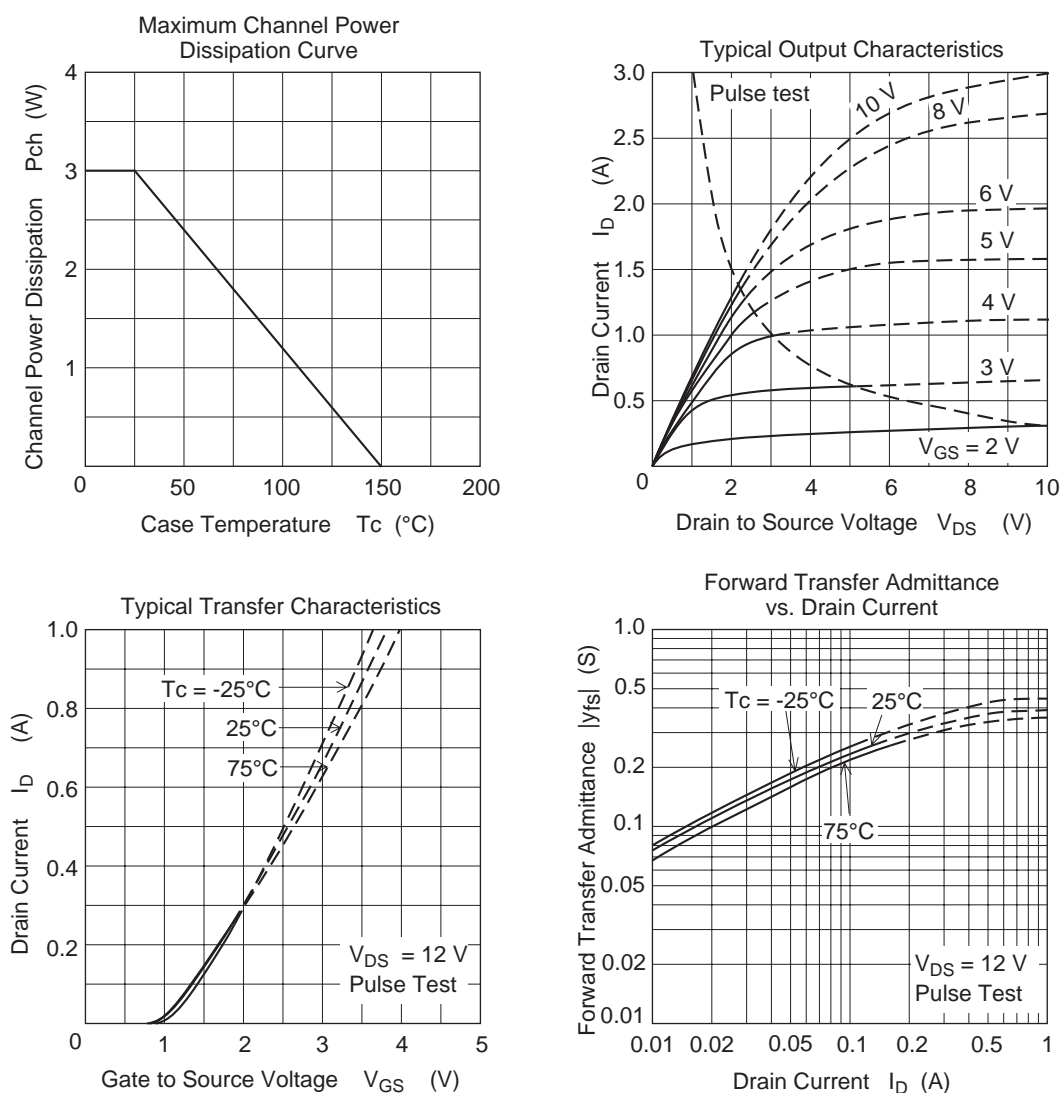 Maximum Channel Power
Dissipation Curve
Channel Power Dissipation Pch (W)
4
3
2
1
0
50
100
150
200
Case Temperature Tc (°C)
Typical Output Characteristics
Drain Current I_D (A)
3.0
2.5
2.0
1.5
1.0
0.5
Pulse test
10 V
8 V
6 V
5 V
4 V
3 V
V_GS = 2 V
0
2
4
6
8
10
Drain to Source Voltage V_DS (V)
Typical Transfer Characteristics
Drain Current I_D (A)
1.0
0.8
0.6
0.4
0.2
Tc = -25°C
25°C
75°C
V_DS = 12 V
Pulse Test
0
1
2
3
4
5
Gate to Source Voltage V_GS (V)
Forward Transfer Admittance
vs. Drain Current
Forward Transfer Admittance |yfs| (S)
1.0
0.5
0.2
0.1
0.05
0.02
0.01
Tc = -25°C
25°C
75°C
V_DS = 12 V
Pulse Test
0.01
0.02
0.05
0.1
0.2
0.5
1
Drain Current I_D (A)